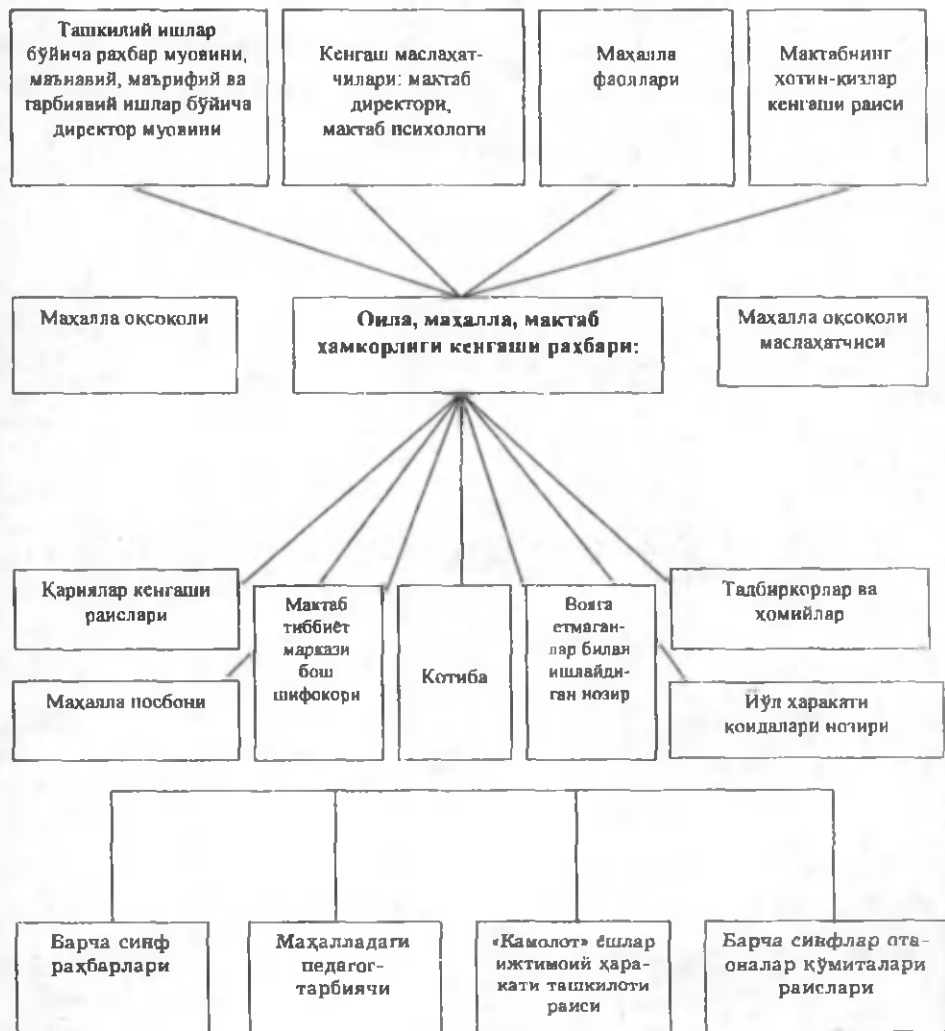 Ташкилий ишлар
бўйича раҳбар муовини,
маънавий, маърифий ва
тарбиявий ишлар бўйича
директор муовини
Кенгаш маслаҳат-
чилари: мактаб
директори,
мактаб психологи
Маҳалла
фаоллари
Мактабнинг
хотин-қизлар
кенгаши раиси
Маҳалла оқсоқоли
Оила, маҳалла, мактаб
ҳамкорлиги кенгаши раҳбари:
Маҳалла оқсоқоли
маслаҳатчиси
Қариялар кенгаши
раислари
Маҳалла посбони
Мактаб
тиббиёт
маркази
бош
шифокори
Котиба
Вояга
етмаган-
лар билан
ишлайди-
ган нозир
Тадбиркорлар ва
ҳомийлар
Йўл ҳаракати
қоидалари нозири
Барча синф
раҳбарлари
Маҳалладаги
педагог-
тарбиячи
«Камолот» ёшлар
ижтимоий ҳара-
кати ташкилоти
раиси
Барча синфлар ота-
оналар қўмиталари
раислари